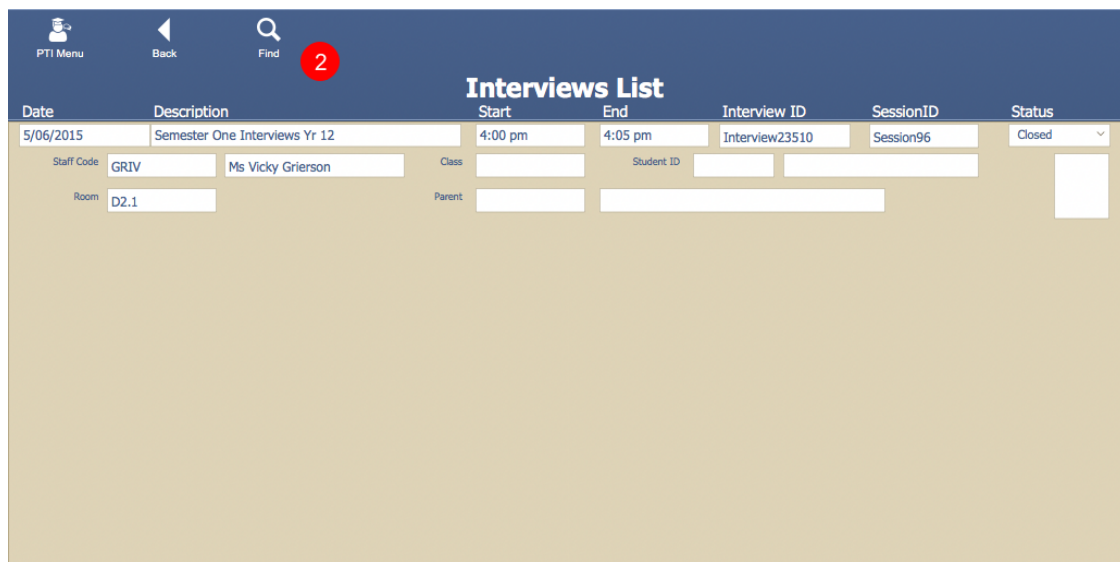 PTI Menu Back Find
2
Interviews List
Date Description Start End Interview ID SessionID Status
5/06/2015 Semester One Interviews Yr 12 4:00 pm 4:05 pm Interview23510 Session96 Closed
Staff Code GRIV Ms Vicky Grierson Class Student ID
Room D2.1 Parent